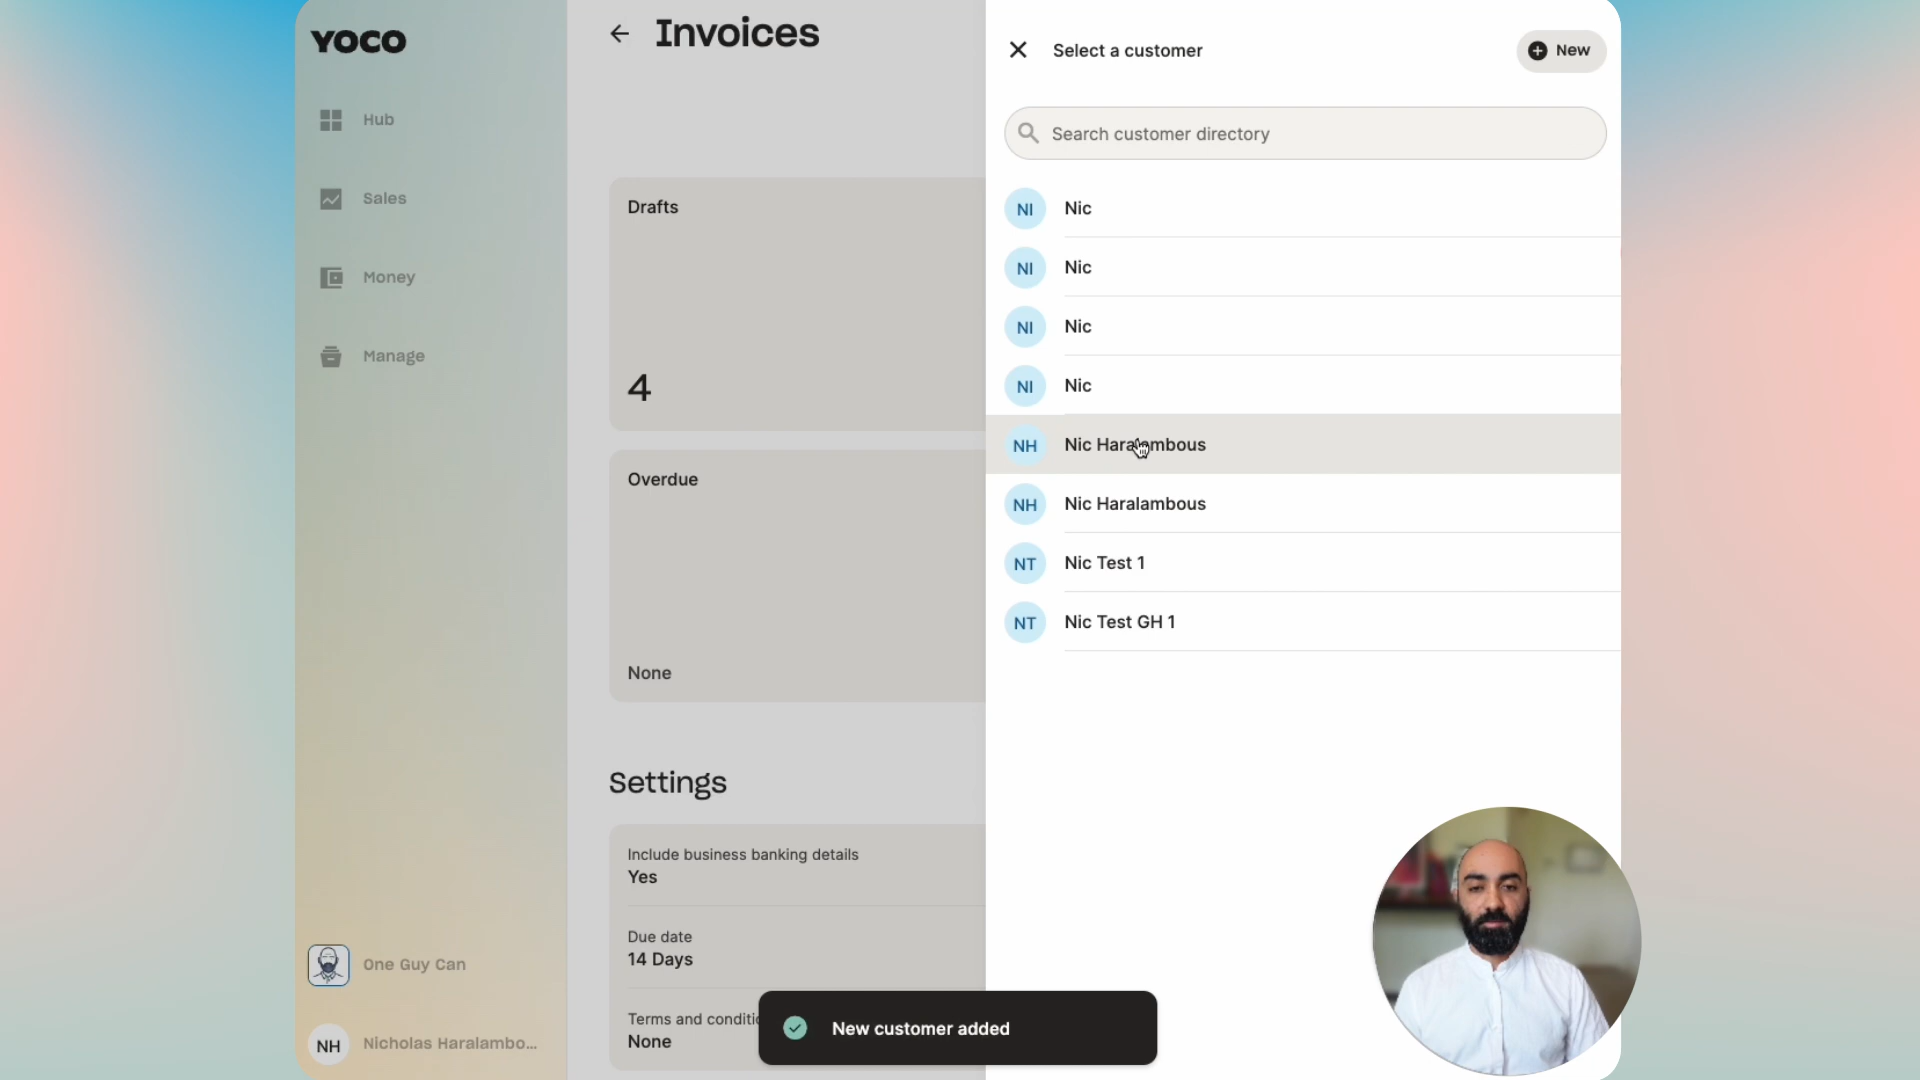 YOCO
Hub
Sales
Money
Manage
One Guy Can
NH
Nicholas Haralambo...
Invoices
Drafts
4
Overdue
None
Settings
Include business banking details
Yes
Due date
14 Days
Terms and conditio
None
Select a customer
New
Search customer directory
NI Nic
NI Nic
NI Nic
NI Nic
NH Nic Haralambous
NH Nic Haralambous
NT Nic Test 1
NT Nic Test GH 1
New customer added